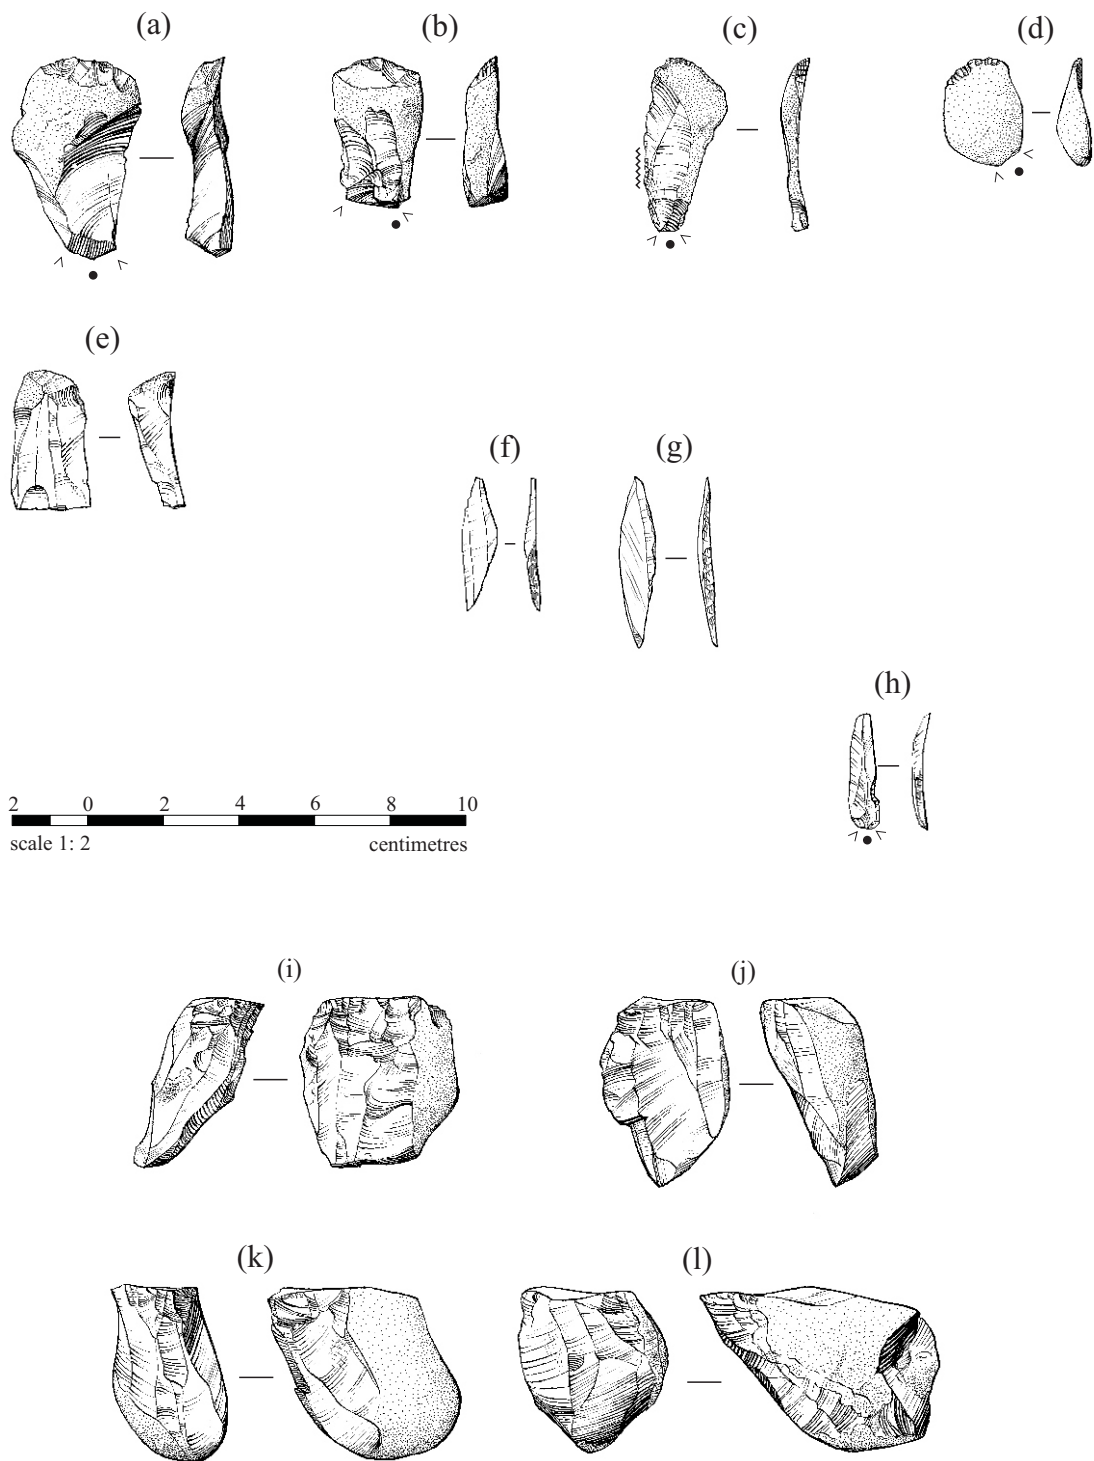 (a) (b) (c) (d)
(e)
(f) (g)
(h)
2 0 2 4 6 8 10
scale 1: 2 centimetres
(i) (j)
(k) (l)